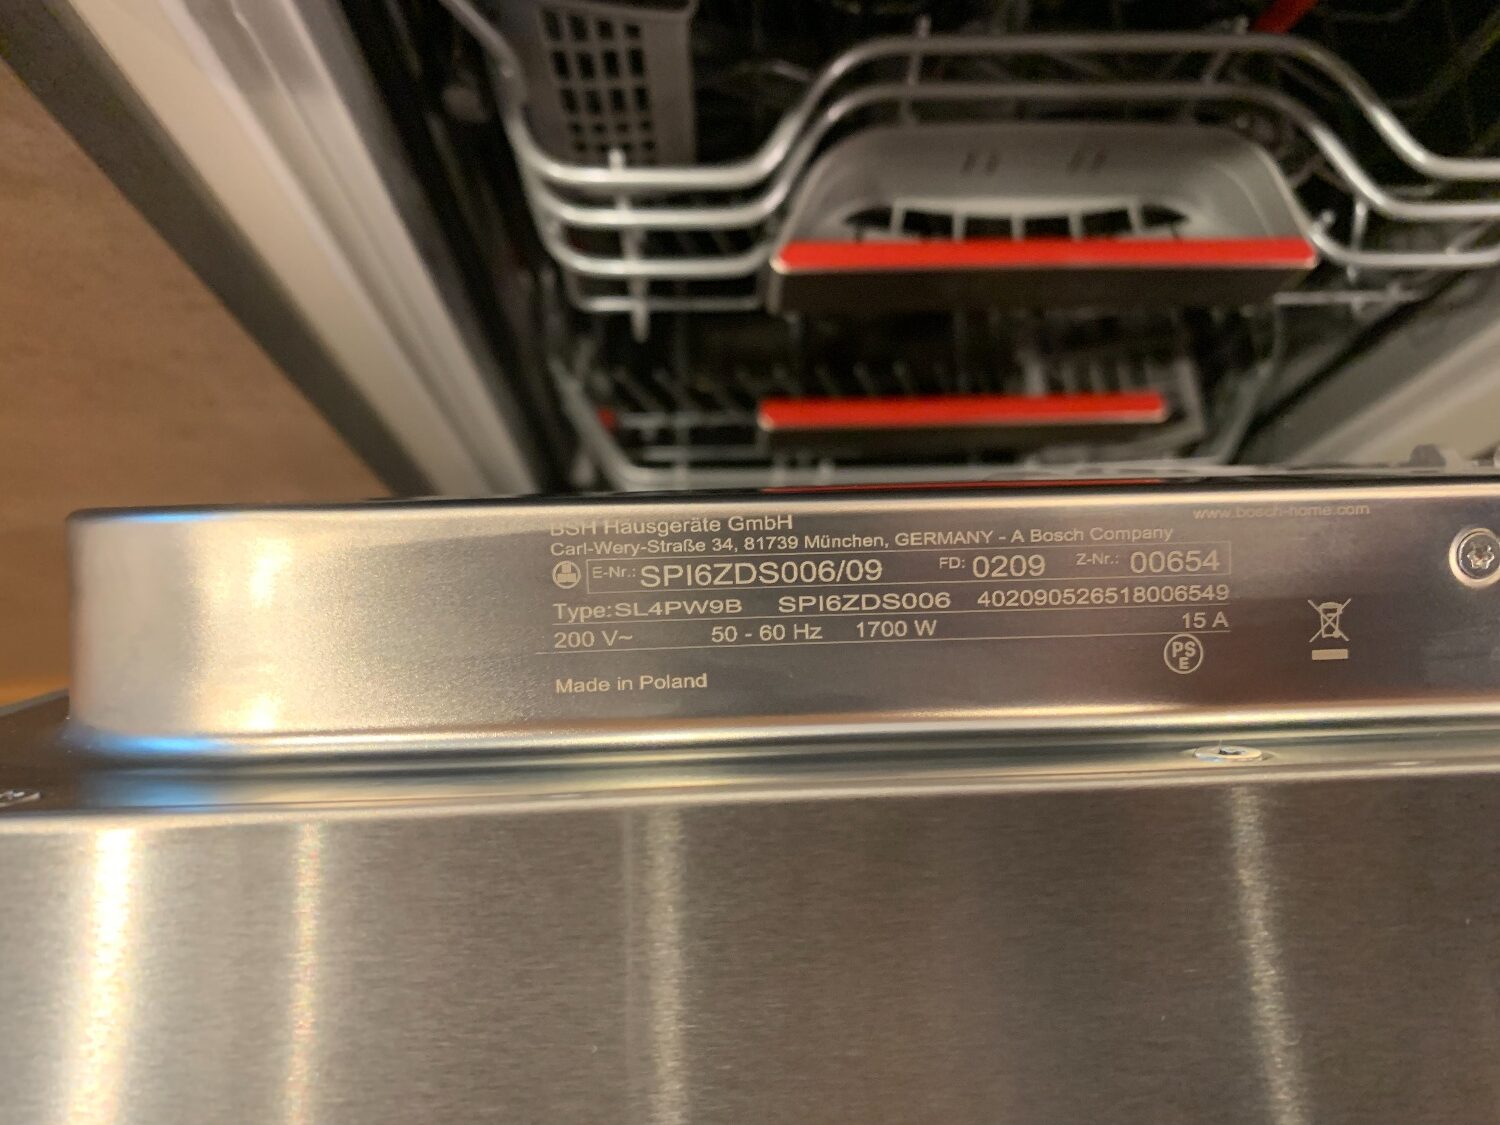 www.bosch-home.com
BSH Hausgeräte GmbH
Carl-Wery-Straße 34, 81739 München, GERMANY - A Bosch Company
E-Nr.: SPI6ZDS006/09 FD: 0209 Z-Nr.: 00654
Type: SL4PW9B SPI6ZDS006 402090526518006549
200 V~ 50 - 60 Hz 1700 W 15 A
PS
E
Made in Poland